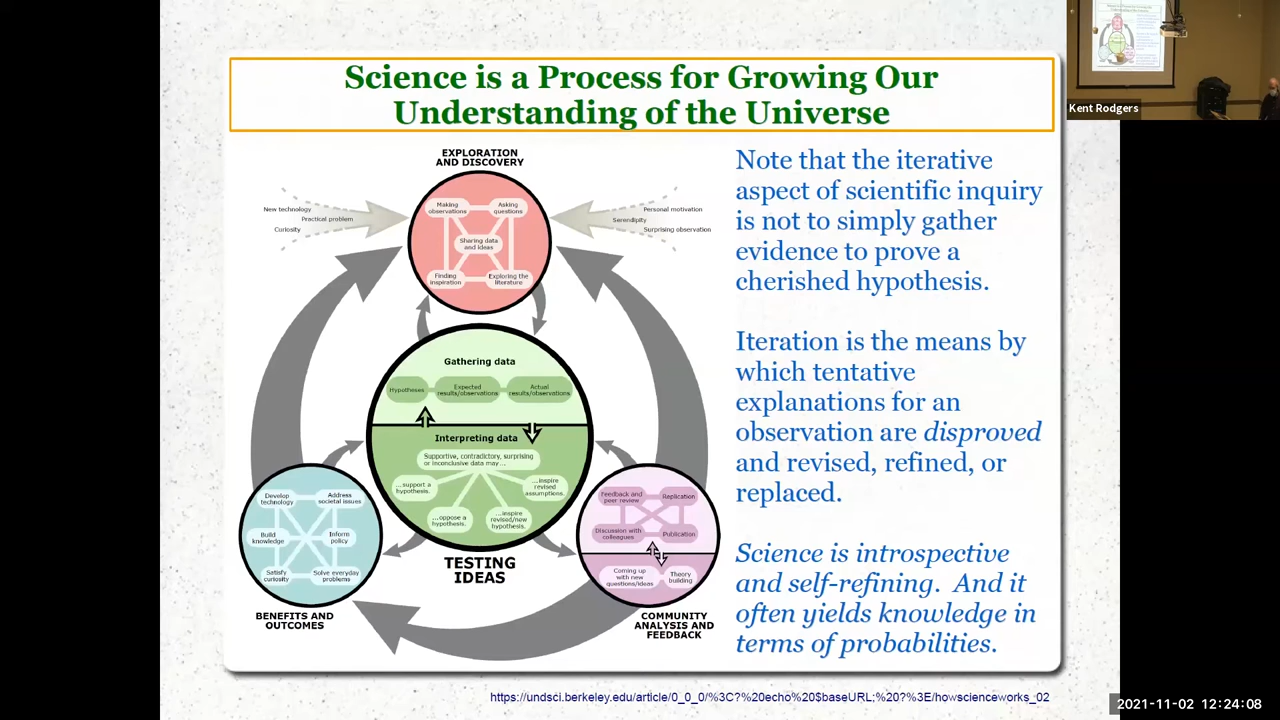 Science is a Process for Growing Our
Understanding of the Universe
EXPLORATION
AND DISCOVERY
New technology
Practical problem
Curiosity
Making
observations
Asking
questions
Sharing data
and ideas
Finding
inspiration
Exploring the
literature
Personal motivation
Serendipity
Surprising observation
Gathering data
Hypotheses
Expected
results/observations
Actual
results/observations
Interpreting data
Supportive, contradictory, surprising
or inconclusive data may...
...support a
hypothesis.
...oppose a
hypothesis.
...inspire
revised/new
hypothesis.
...inspire
revised
assumptions.
TESTING
IDEAS
Develop
technology
Address
societal issues
Build
knowledge
Inform
policy
Satisfy
curiosity
Solve everyday
problems
BENEFITS AND
OUTCOMES
Feedback and
peer review
Replication
Discussion with
colleagues
Publication
Coming up
with new
questions/ideas
Theory
building
COMMUNITY
ANALYSIS AND
FEEDBACK
Note that the iterative
aspect of scientific inquiry
is not to simply gather
evidence to prove a
cherished hypothesis.
Iteration is the means by
which tentative
explanations for an
observation are disproved
and revised, refined, or
replaced.
Science is introspective
and self-refining. And it
often yields knowledge in
terms of probabilities.
https://undsci.berkeley.edu/article/0_0_0/%3C?%20echo%20$baseURL;%20?%3E/howscienceworks_02
Kent Rodgers
2021-11-02 12:24:08